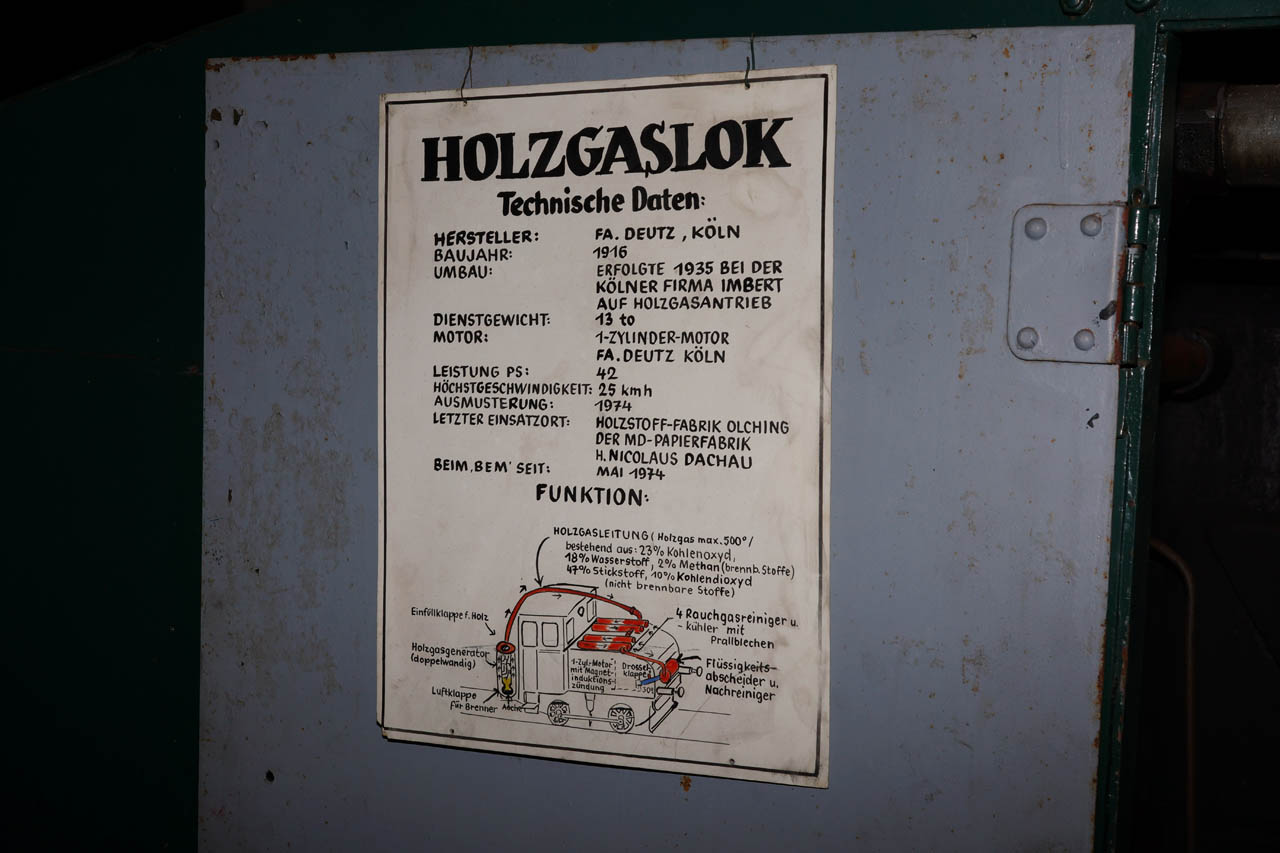 HOLZGASLOK
Technische Daten:
HERSTELLER: FA. DEUTZ, KÖLN
BAUJAHR: 1916
UMBAU: ERFOLGTE 1935 BEI DER
KÖLNER FIRMA IMBERT
AUF HOLZGASANTRIEB
DIENSTGEWICHT: 13 to
MOTOR: 1-ZYLINDER-MOTOR
FA. DEUTZ KÖLN
LEISTUNG PS: 42
HÖCHSTGESCHWINDIGKEIT: 25 kmh
AUSMUSTERUNG: 1974
LETZTER EINSATZORT: HOLZSTOFF-FABRIK OLCHING
DER MD-PAPIERFABRIK
H. NICOLAUS DACHAU
BEIM ‚BEM' SEIT: MAI 1974
FUNKTION:
HOLZGASLEITUNG (Holzgas max. 500°/
bestehend aus: 23% Kohlenoxyd,
18% Wasserstoff, 2% Methan (brennb. Stoffe)
47% Stickstoff, 10% Kohlendioxyd
(nicht brennbare Stoffe)
Einfüllklappe f. Holz
4 Rauchgasreiniger u.
-kühler mit
Prallblechen
Holzgasgenerator
(doppelwandig)
1-Zyl.-Motor
mit Magnet-
induktions-
zündung
Drossel-
klappe
30%
Flüssigkeits-
abscheider u.
Nachreiniger
Luftklappe
für Brenner
Asche